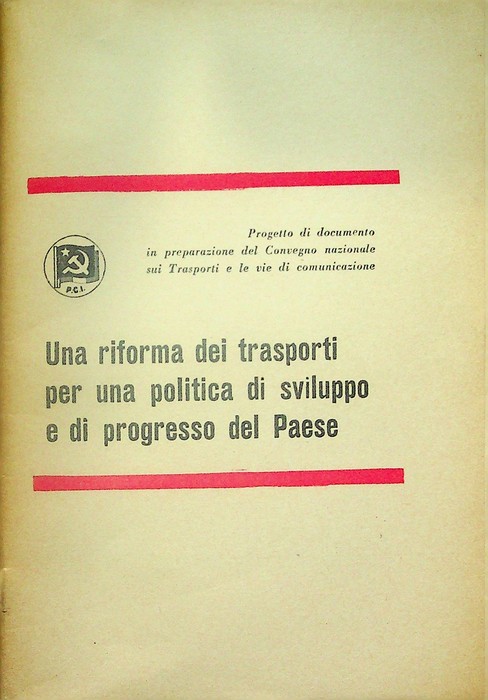 Progetto di documento
in preparazione del Convegno nazionale
sui Trasporti e le vie di comunicazione
P.C.I.
Una riforma dei trasporti
per una politica di sviluppo
e di progresso del Paese